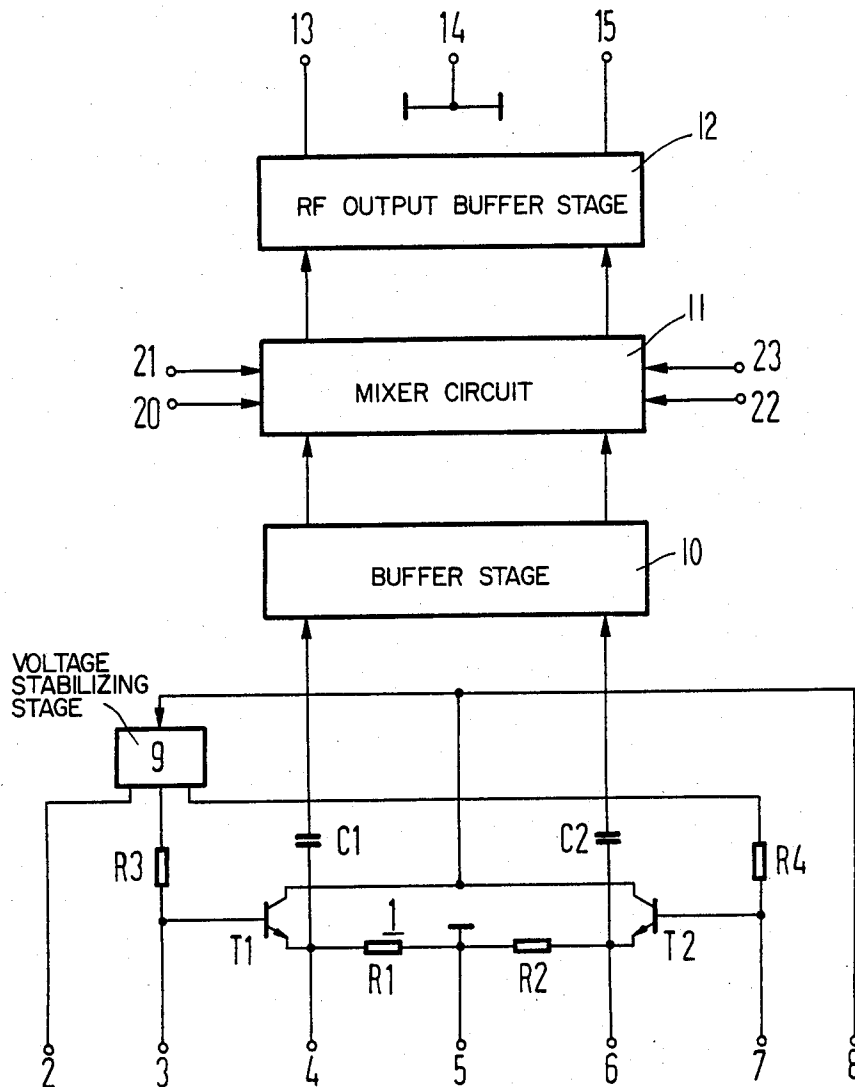 13 14 15
12
RF OUTPUT BUFFER STAGE
11
21 23
MIXER CIRCUIT
20 22
BUFFER STAGE 10
VOLTAGE
STABILIZING
STAGE
9
C1 C2
R3 R4
1
T1 T2
R1 R2
2 3 4 5 6 7 8